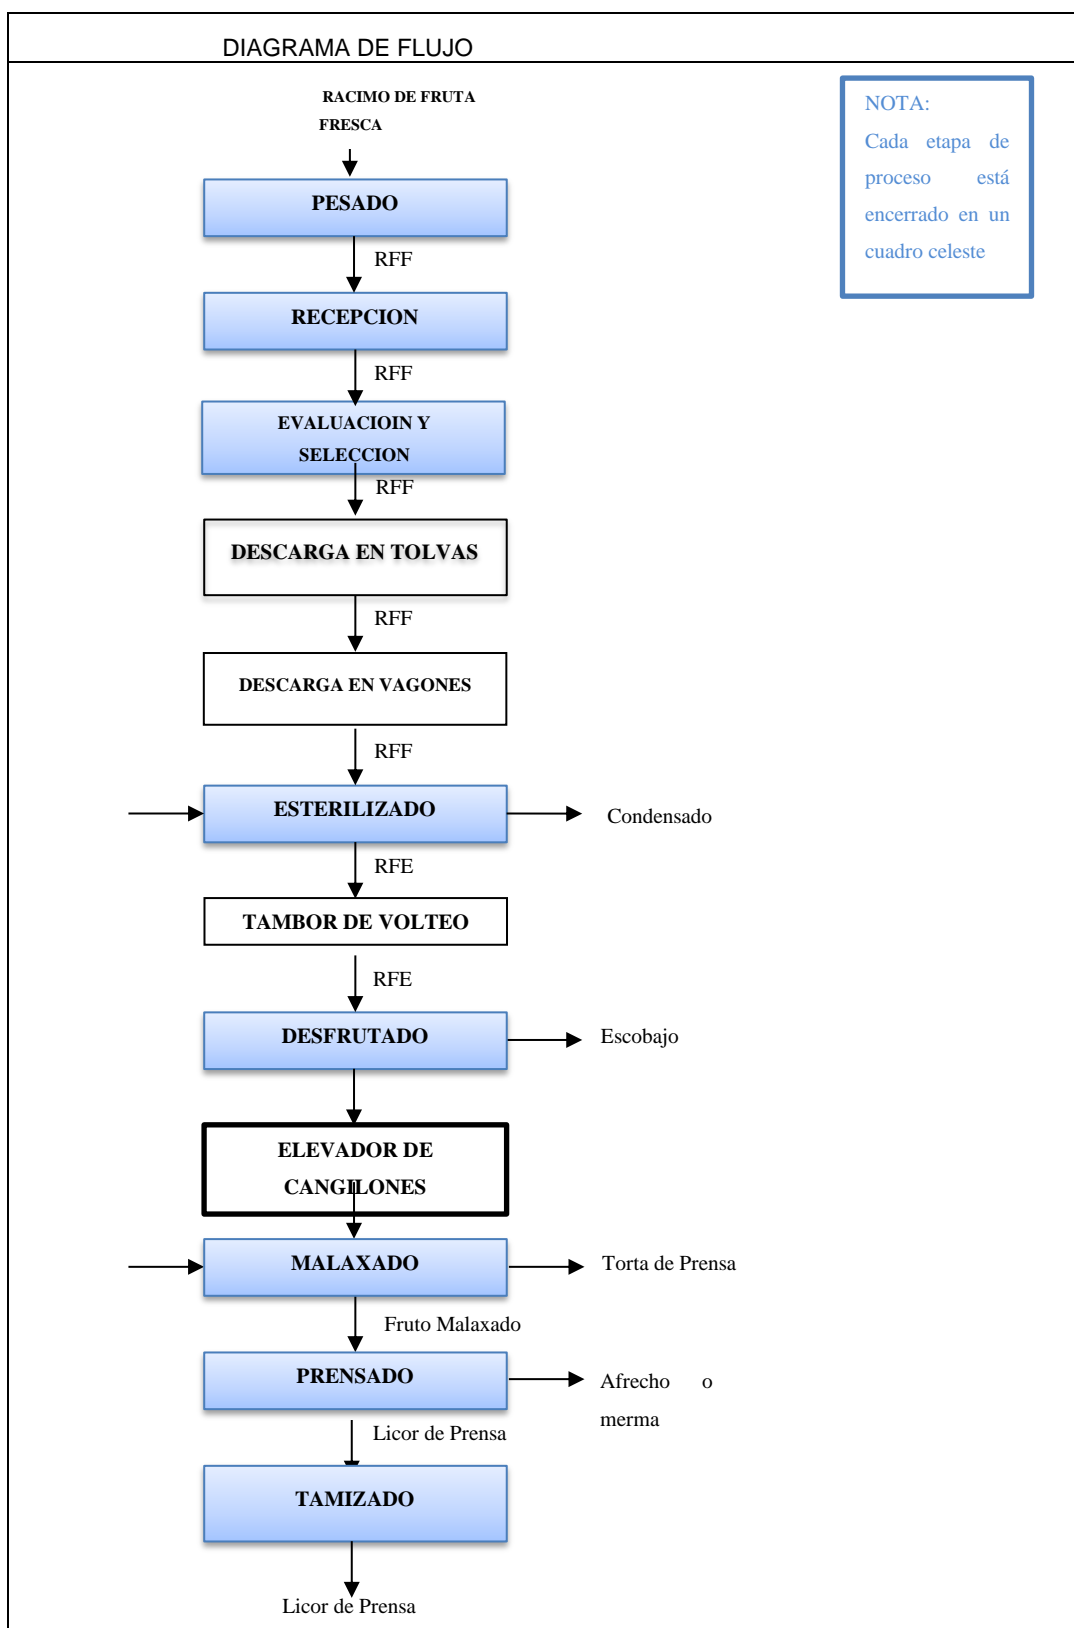 DIAGRAMA DE FLUJO
RACIMO DE FRUTA
FRESCA
NOTA:
Cada etapa de
proceso está
encerrado en un
cuadro celeste
PESADO
RFF
RECEPCION
RFF
EVALUACIOIN Y
SELECCION
RFF
DESCARGA EN TOLVAS
RFF
DESCARGA EN VAGONES
RFF
ESTERILIZADO
Condensado
RFE
TAMBOR DE VOLTEO
RFE
DESFRUTADO
Escobajo
ELEVADOR DE
CANGILONES
MALAXADO
Torta de Prensa
Fruto Malaxado
PRENSADO
Afrecho o
merma
Licor de Prensa
TAMIZADO
Licor de Prensa